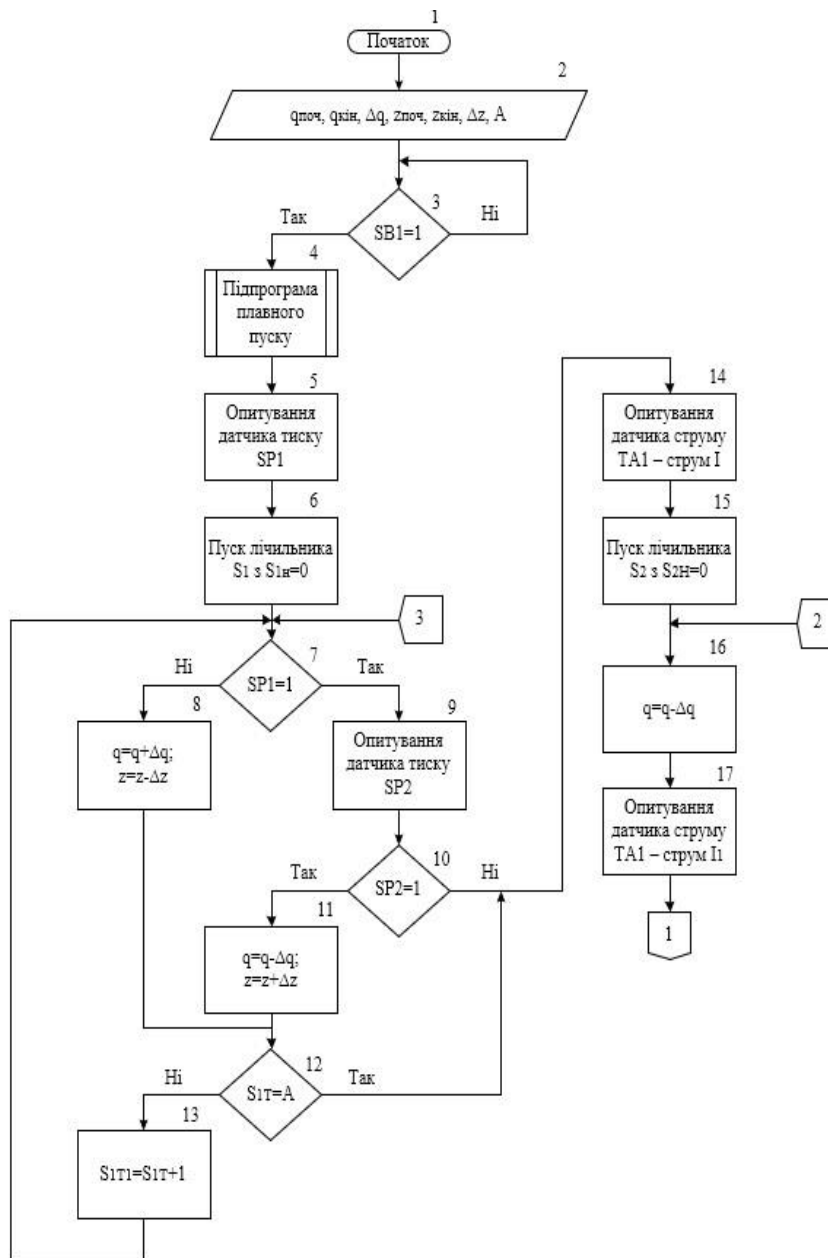 1
Початок
2
qпоч, qкін, Δq, zпоч, zкін, Δz, A
3
Так
SB1=1
Ні
4
Підпрограма
плавного
пуску
5
Опитування
датчика тиску
SP1
6
Пуск лічильника
S1 з S1н=0
3
7
Ні
SP1=1
Так
8
q=q+Δq;
z=z-Δz
9
Опитування
датчика тиску
SP2
10
Так
SP2=1
Ні
11
q=q-Δq;
z=z+Δz
12
Ні
S1T=A
Так
13
S1T1=S1T+1
14
Опитування
датчика струму
TA1 – струм I
15
Пуск лічильника
S2 з S2Н=0
2
16
q=q-Δq
17
Опитування
датчика струму
TA1 – струм I1
1